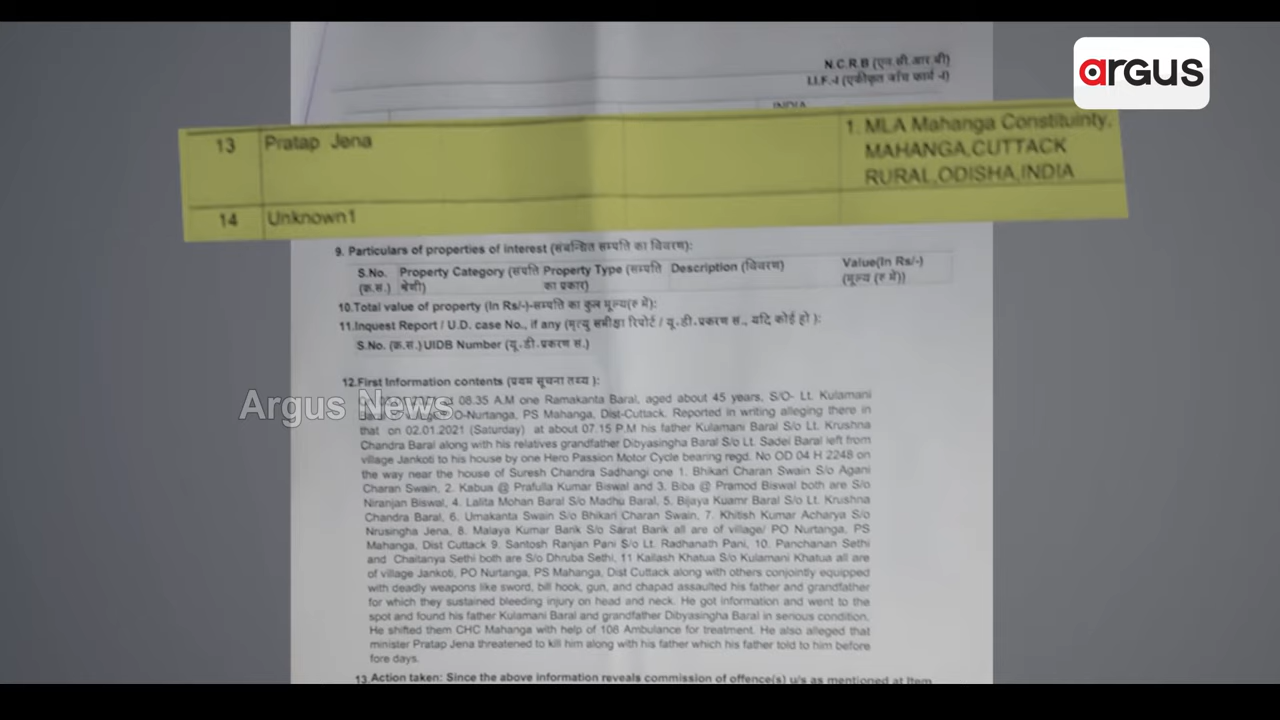 argus
N.C.R.B (एन.सी.आर.बी)
I.I.F.-I (एकीकृत जाँच फार्म -I)
INDIA
13 Pratap Jena 1. MLA Mahanga Constituinty,
MAHANGA,CUTTACK
RURAL,ODISHA,INDIA
14 Unknown1
9. Particulars of properties of interest (संबन्धित सम्पत्ति का विवरण):
S.No. Property Category (संपत्ति Property Type (सम्पत्ति Description (विवरण) Value(In Rs/-)
(क्र.सं.) श्रेणी) का प्रकार) (मूल्य (रु में))
10.Total value of property (In Rs/-)-सम्पत्ति का कुल मूल्य(रु में):
11.Inquest Report / U.D. case No., if any (मृत्यु समीक्षा रिपोर्ट / यू.डी.प्रकरण सं., यदि कोई हो ):
S.No. (क्र.सं.) UIDB Number (यू.डी.प्रकरण सं.)
12.First Information contents (प्रथम सूचना तथ्य ):
08.35 A.M one Ramakanta Baral, aged about 45 years, S/O- Lt. Kulamani
Argus News
Nurtanga, PS Mahanga, Dist-Cuttack. Reported in writing alleging there in
that on 02.01.2021 (Saturday) at about 07.15 P.M his father Kulamani Baral S/o Lt. Krushna
Chandra Baral along with his relatives grandfather Dibyasingha Baral S/o Lt. Sadei Baral left from
village Jankoti to his house by one Hero Passion Motor Cycle bearing regd. No OD 04 H 2248 on
the way near the house of Suresh Chandra Sadhangi one 1. Bhikari Charan Swain S/o Agani
Charan Swain, 2. Kabua @ Prafulla Kumar Biswal and 3. Biba @ Pramod Biswal both are S/o
Niranjan Biswal, 4. Lalita Mohan Baral S/o Madhu Baral, 5. Bijaya Kuamr Baral S/o Lt. Krushna
Chandra Baral, 6. Umakanta Swain S/o Bhikari Charan Swain, 7. Khitish Kumar Acharya S/o
Nrusingha Jena, 8. Malaya Kumar Barik S/o Sarat Barik all are of village/ PO Nurtanga, PS
Mahanga, Dist Cuttack 9. Santosh Ranjan Pani S/o Lt. Radhanath Pani, 10. Panchanan Sethi
and Chaitanya Sethi both are S/o Dhruba Sethi, 11 Kailash Khatua S/o Kulamani Khatua all are
of village Jankoti, PO Nurtanga, PS Mahanga, Dist Cuttack along with others conjointly equipped
with deadly weapons like sword, bill hook, gun, and chapad assaulted his father and grandfather
for which they sustained bleeding injury on head and neck. He got information and went to the
spot and found his father Kulamani Baral and grandfather Dibyasingha Baral in serious condition.
He shifted them CHC Mahanga with help of 108 Ambulance for treatment. He also alleged that
minister Pratap Jena threatened to kill him along with his father which his father told to him before
fore days.
13.Action taken: Since the above information reveals commission of offence(s) u/s as mentioned at Item